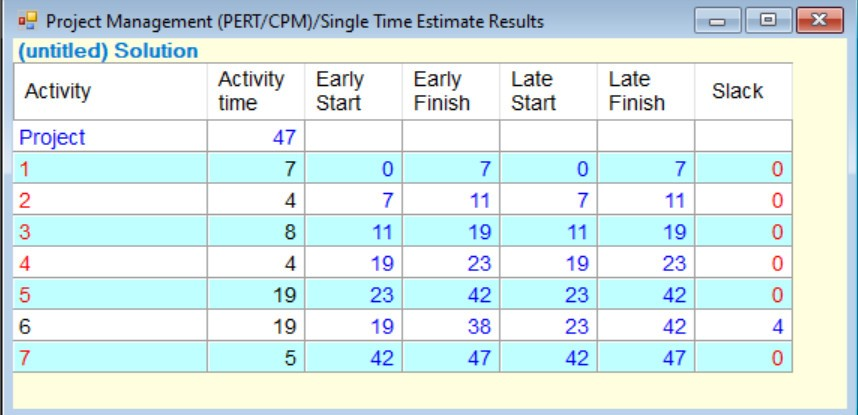 Project Management (PERT/CPM)/Single Time Estimate Results
(untitled) Solution
Activity Activity time Early Start Early Finish Late Start Late Finish Slack
Project 47
1 7 0 7 0 7 0
2 4 7 11 7 11 0
3 8 11 19 11 19 0
4 4 19 23 19 23 0
5 19 23 42 23 42 0
6 19 19 38 23 42 4
7 5 42 47 42 47 0